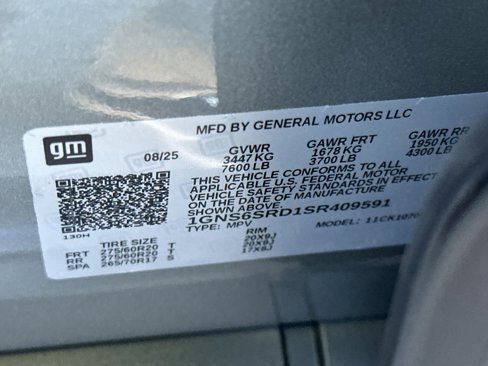 MFD BY GENERAL MOTORS LLC
gm
08/25
GVWR GAWR FRT GAWR RR
3447 KG 1678 KG 1950 KG
7600 LB 3700 LB 4300 LB
THIS VEHICLE CONFORMS TO ALL
APPLICABLE U.S. FEDERAL MOTOR
VEHICLE SAFETY STANDARDS IN EFFECT
ON THE DATE OF MANUFACTURE
SHOWN ABOVE.
1GNS6SRD1SR409591
TYPE: MPV MODEL: 11CK1070
130H
TIRE SIZE RIM
FRT 275/60R20 T 20X9J
RR 275/60R20 T 20X9J
SPA 265/70R17 S 17X8J